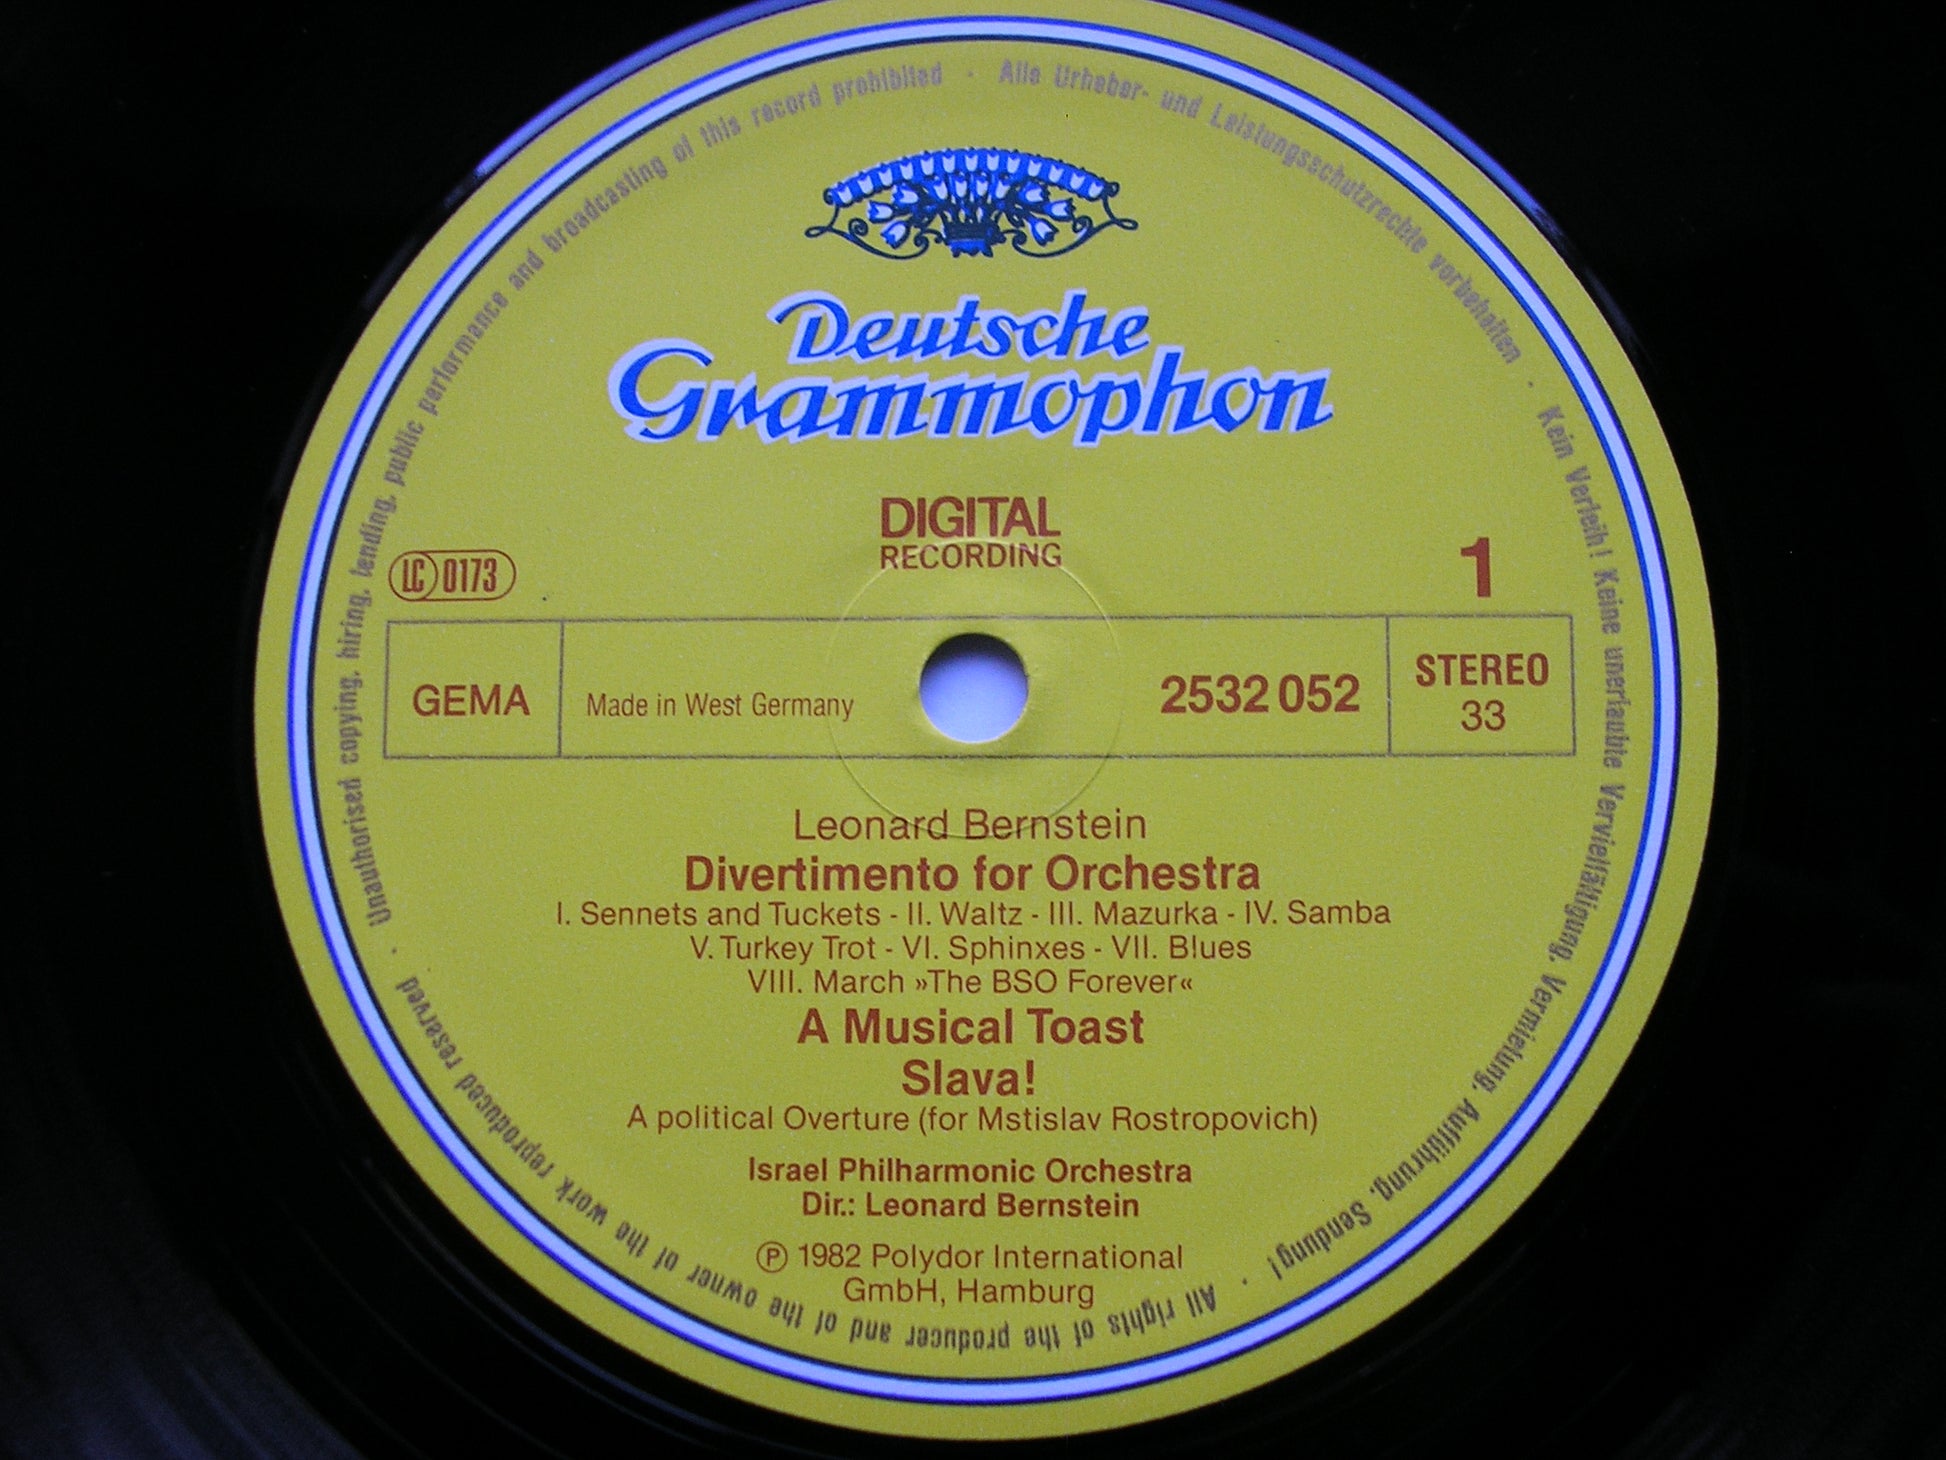 Unauthorised copying, hiring, lending, public performance and broadcasting of this record prohibited · Alle Urheber- und Leistungsschutzrechte vorbehalten · Kein Verleih! Keine unerlaubte Vervielfältigung, Vermietung, Aufführung, Sendung! · All rights of the producer and of the owner of the work reproduced reserved ·
Deutsche
Grammophon
DIGITAL
RECORDING
LC 0173
1
GEMA
Made in West Germany
2532 052
STEREO
33
Leonard Bernstein
Divertimento for Orchestra
I. Sennets and Tuckets - II. Waltz - III. Mazurka - IV. Samba
V. Turkey Trot - VI. Sphinxes - VII. Blues
VIII. March »The BSO Forever«
A Musical Toast
Slava!
A political Overture (for Mstislav Rostropovich)
Israel Philharmonic Orchestra
Dir.: Leonard Bernstein
Ⓟ 1982 Polydor International
GmbH, Hamburg